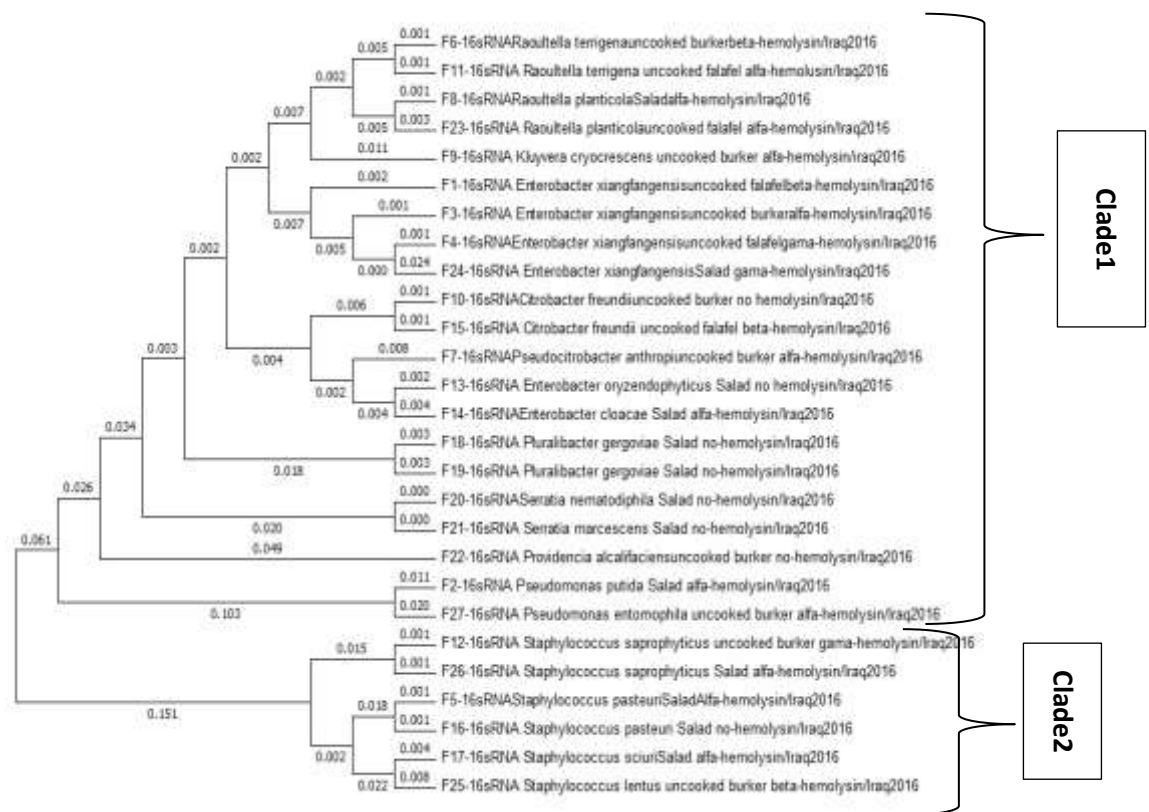 0.001
F6-16sRNARaoultella terrigenauncooked burkerbeta-hemolysin/Iraq2016
0.005
0.001
F11-16sRNA Raoultella terrigena uncooked falafel alfa-hemolusin/Iraq2016
0.002
0.001
F8-16sRNARaoultella planticolaSaladalfa-hemolysin/Iraq2016
0.007
0.005
0.003
F23-16sRNA Raoultella planticolauncooked falafel alfa-hemolysin/Iraq2016
0.002
0.011
F9-16sRNA Kluyvera cryocrescens uncooked burker alfa-hemolysin/Iraq2016
0.002
F1-16sRNA Enterobacter xiangfangensisuncooked falafelbeta-hemolysin/Iraq2016
0.007
0.001
F3-16sRNA Enterobacter xiangfangensisuncooked burkeralfa-hemolysin/Iraq2016
0.002
0.005
0.001
F4-16sRNAEnterobacter xiangfangensisuncooked falafelgama-hemolysin/Iraq2016
0.000
0.024
F24-16sRNA Enterobacter xiangfangensisSalad gama-hemolysin/Iraq2016
0.006
0.001
F10-16sRNACitrobacter freundiiuncooked burker no hemolysin/Iraq2016
0.001
F15-16sRNA Citrobacter freundii uncooked falafel beta-hemolysin/Iraq2016
0.003
0.004
0.008
F7-16sRNAPseudocitrobacter anthropiuncooked burker alfa-hemolysin/Iraq2016
0.002
0.002
F13-16sRNA Enterobacter oryzendophyticus Salad no hemolysin/Iraq2016
0.004
0.004
F14-16sRNAEnterobacter cloacae Salad alfa-hemolysin/Iraq2016
0.034
0.003
F18-16sRNA Pluralibacter gergoviae Salad no-hemolysin/Iraq2016
0.018
0.003
F19-16sRNA Pluralibacter gergoviae Salad no-hemolysin/Iraq2016
0.026
0.000
F20-16sRNASerratia nematodiphila Salad no-hemolysin/Iraq2016
0.020
0.000
F21-16sRNA Serratia marcescens Salad no-hemolysin/Iraq2016
0.061
0.049
F22-16sRNA Providencia alcalifaciensuncooked burker no-hemolysin/Iraq2016
0.011
F2-16sRNA Pseudomonas putida Salad alfa-hemolysin/Iraq2016
0.103
0.020
F27-16sRNA Pseudomonas entomophila uncooked burker alfa-hemolysin/Iraq2016
Clade1
0.015
0.001
F12-16sRNA Staphylococcus saprophyticus uncooked burker gama-hemolysin/Iraq2016
0.001
F26-16sRNA Staphylococcus saprophyticus Salad alfa-hemolysin/Iraq2016
0.151
0.018
0.001
F5-16sRNAStaphylococcus pasteuriSaladAlfa-hemolysin/Iraq2016
0.001
F16-16sRNA Staphylococcus pasteuri Salad no-hemolysin/Iraq2016
0.002
0.004
F17-16sRNA Staphylococcus sciuriSalad alfa-hemolysin/Iraq2016
0.022
0.008
F25-16sRNA Staphylococcus lentus uncooked burker beta-hemolysin/Iraq2016
Clade2